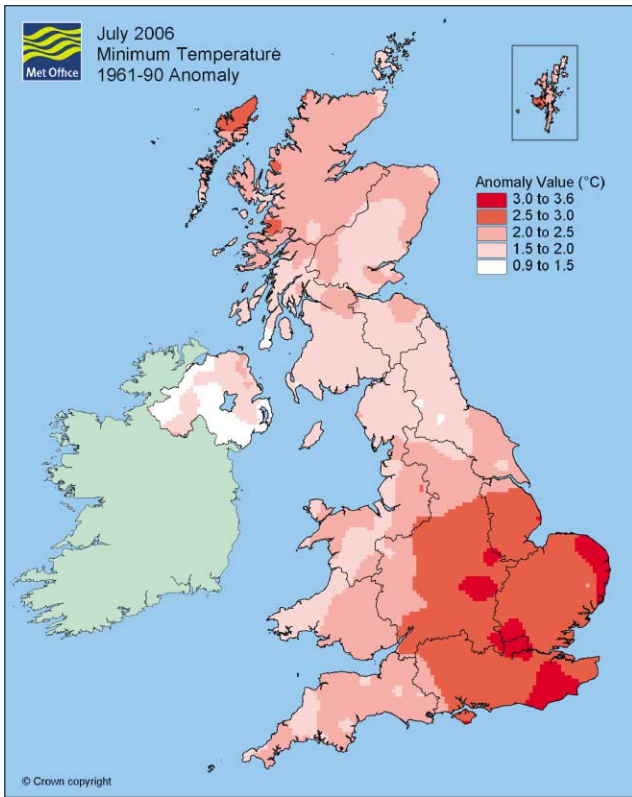 July 2006
Minimum Temperature
1961-90 Anomaly
Met Office
Anomaly Value (°C)
3.0 to 3.6
2.5 to 3.0
2.0 to 2.5
1.5 to 2.0
0.9 to 1.5
© Crown copyright